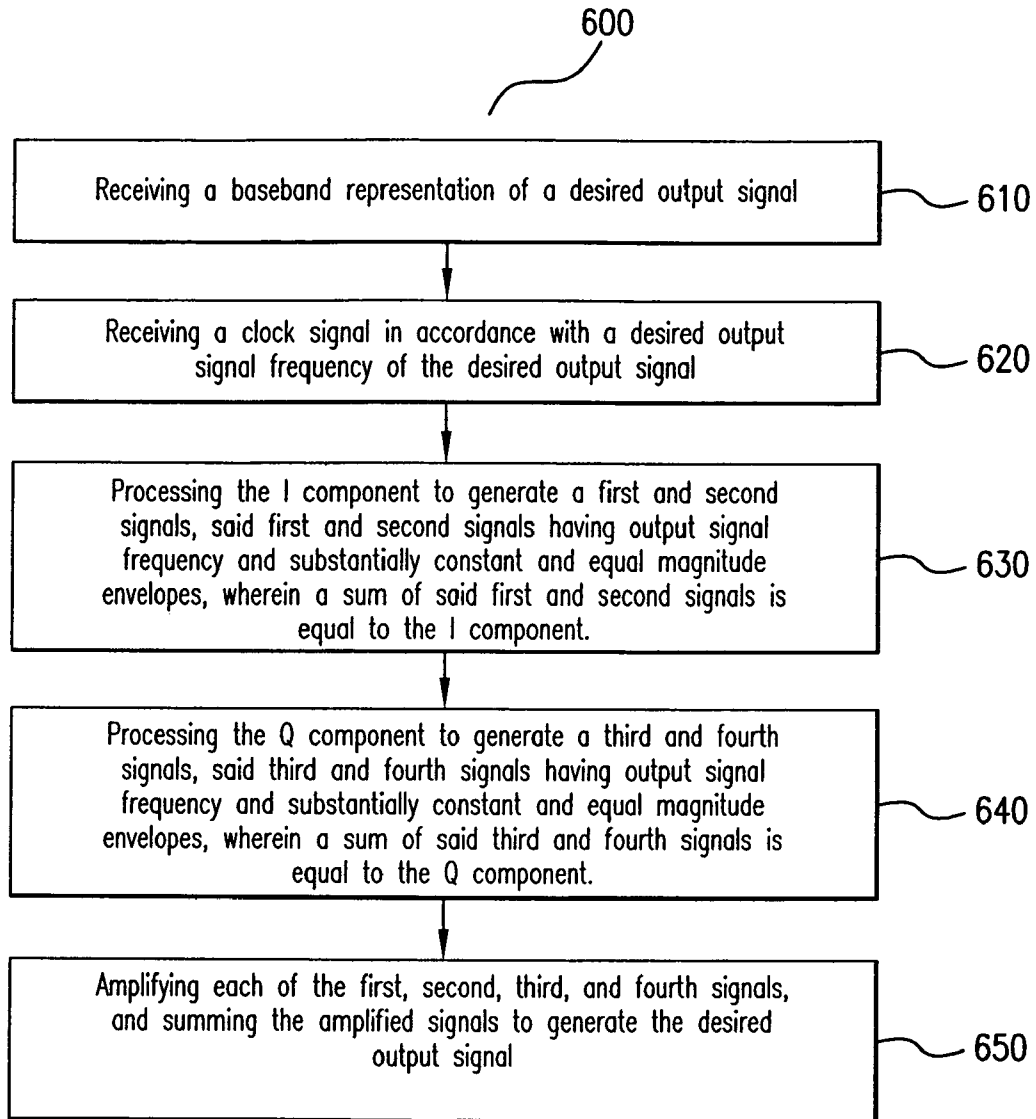 600
Receiving a baseband representation of a desired output signal
610
Receiving a clock signal in accordance with a desired output
signal frequency of the desired output signal
620
Processing the I component to generate a first and second
signals, said first and second signals having output signal
frequency and substantially constant and equal magnitude
envelopes, wherein a sum of said first and second signals is
equal to the I component.
630
Processing the Q component to generate a third and fourth
signals, said third and fourth signals having output signal
frequency and substantially constant and equal magnitude
envelopes, wherein a sum of said third and fourth signals is
equal to the Q component.
640
Amplifying each of the first, second, third, and fourth signals,
and summing the amplified signals to generate the desired
output signal
650